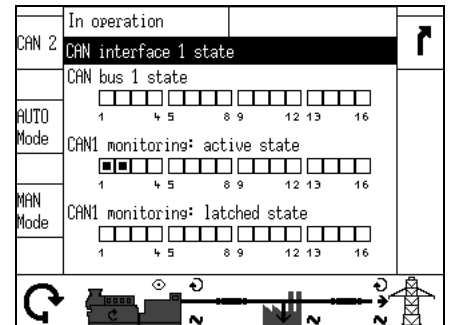 In operation
CAN 2
CAN interface 1 state
CAN bus 1 state
1 4 5 8 9 12 13 16
AUTO
Mode
CAN1 monitoring: active state
1 4 5 8 9 12 13 16
MAN
Mode
CAN1 monitoring: latched state
1 4 5 8 9 12 13 16